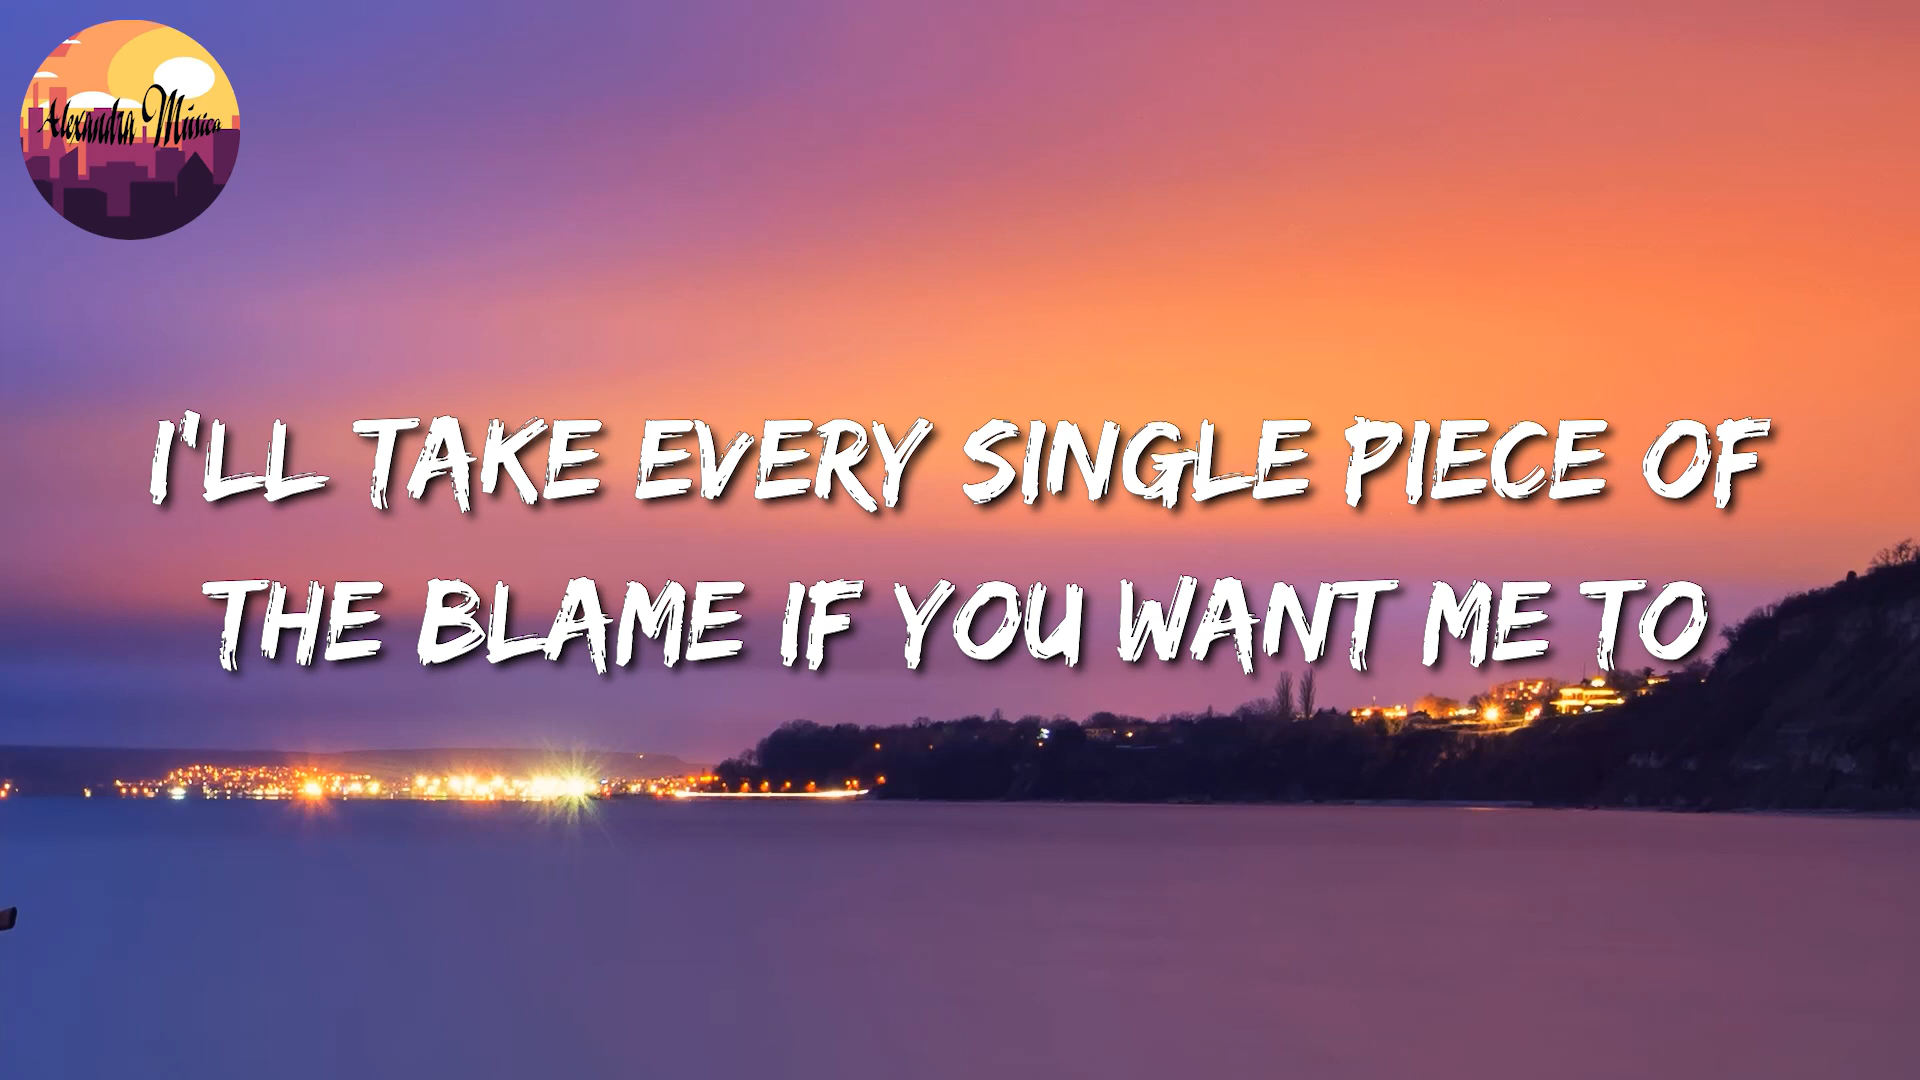 Alexandra Música
I'LL TAKE EVERY SINGLE PIECE OF
THE BLAME IF YOU WANT ME TO